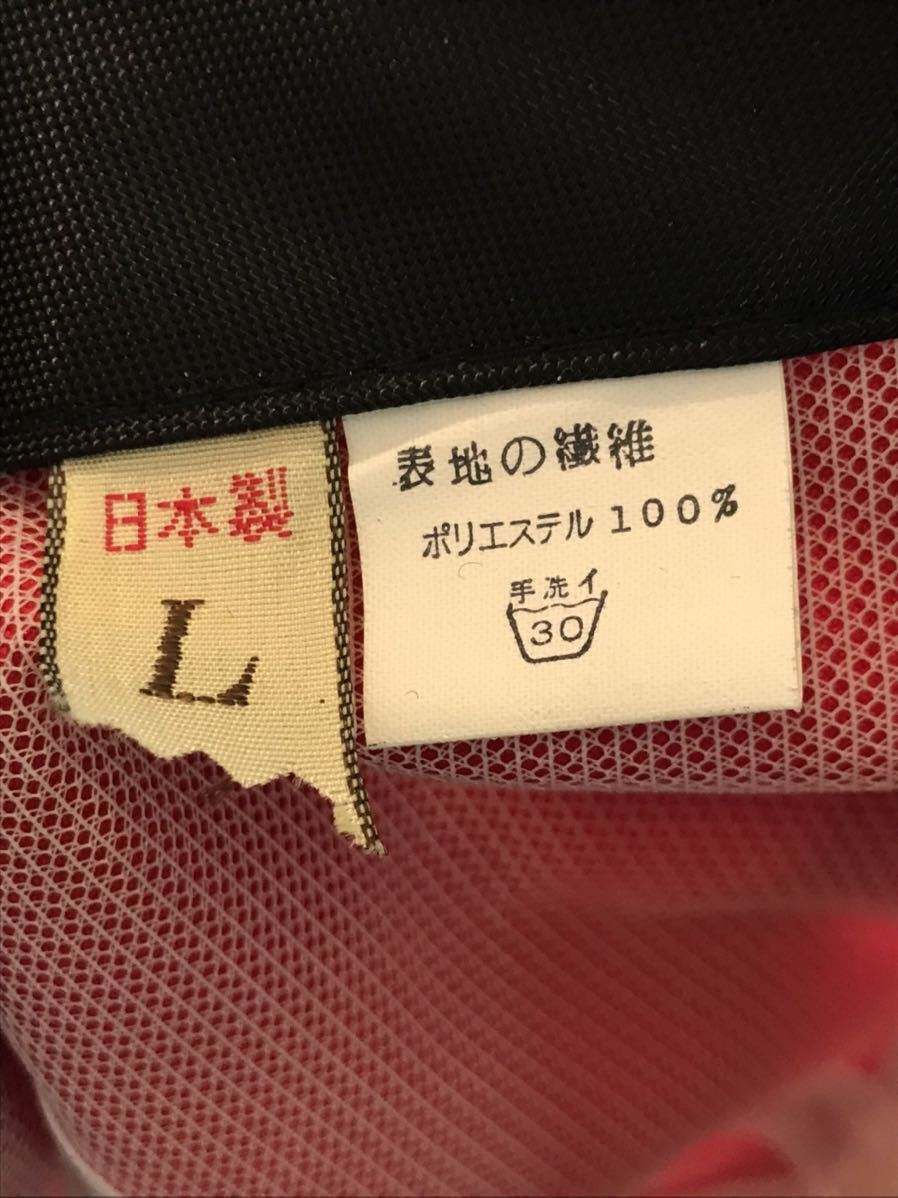 日本製
L
表地の繊維
ポリエステル 100%
手洗イ
30